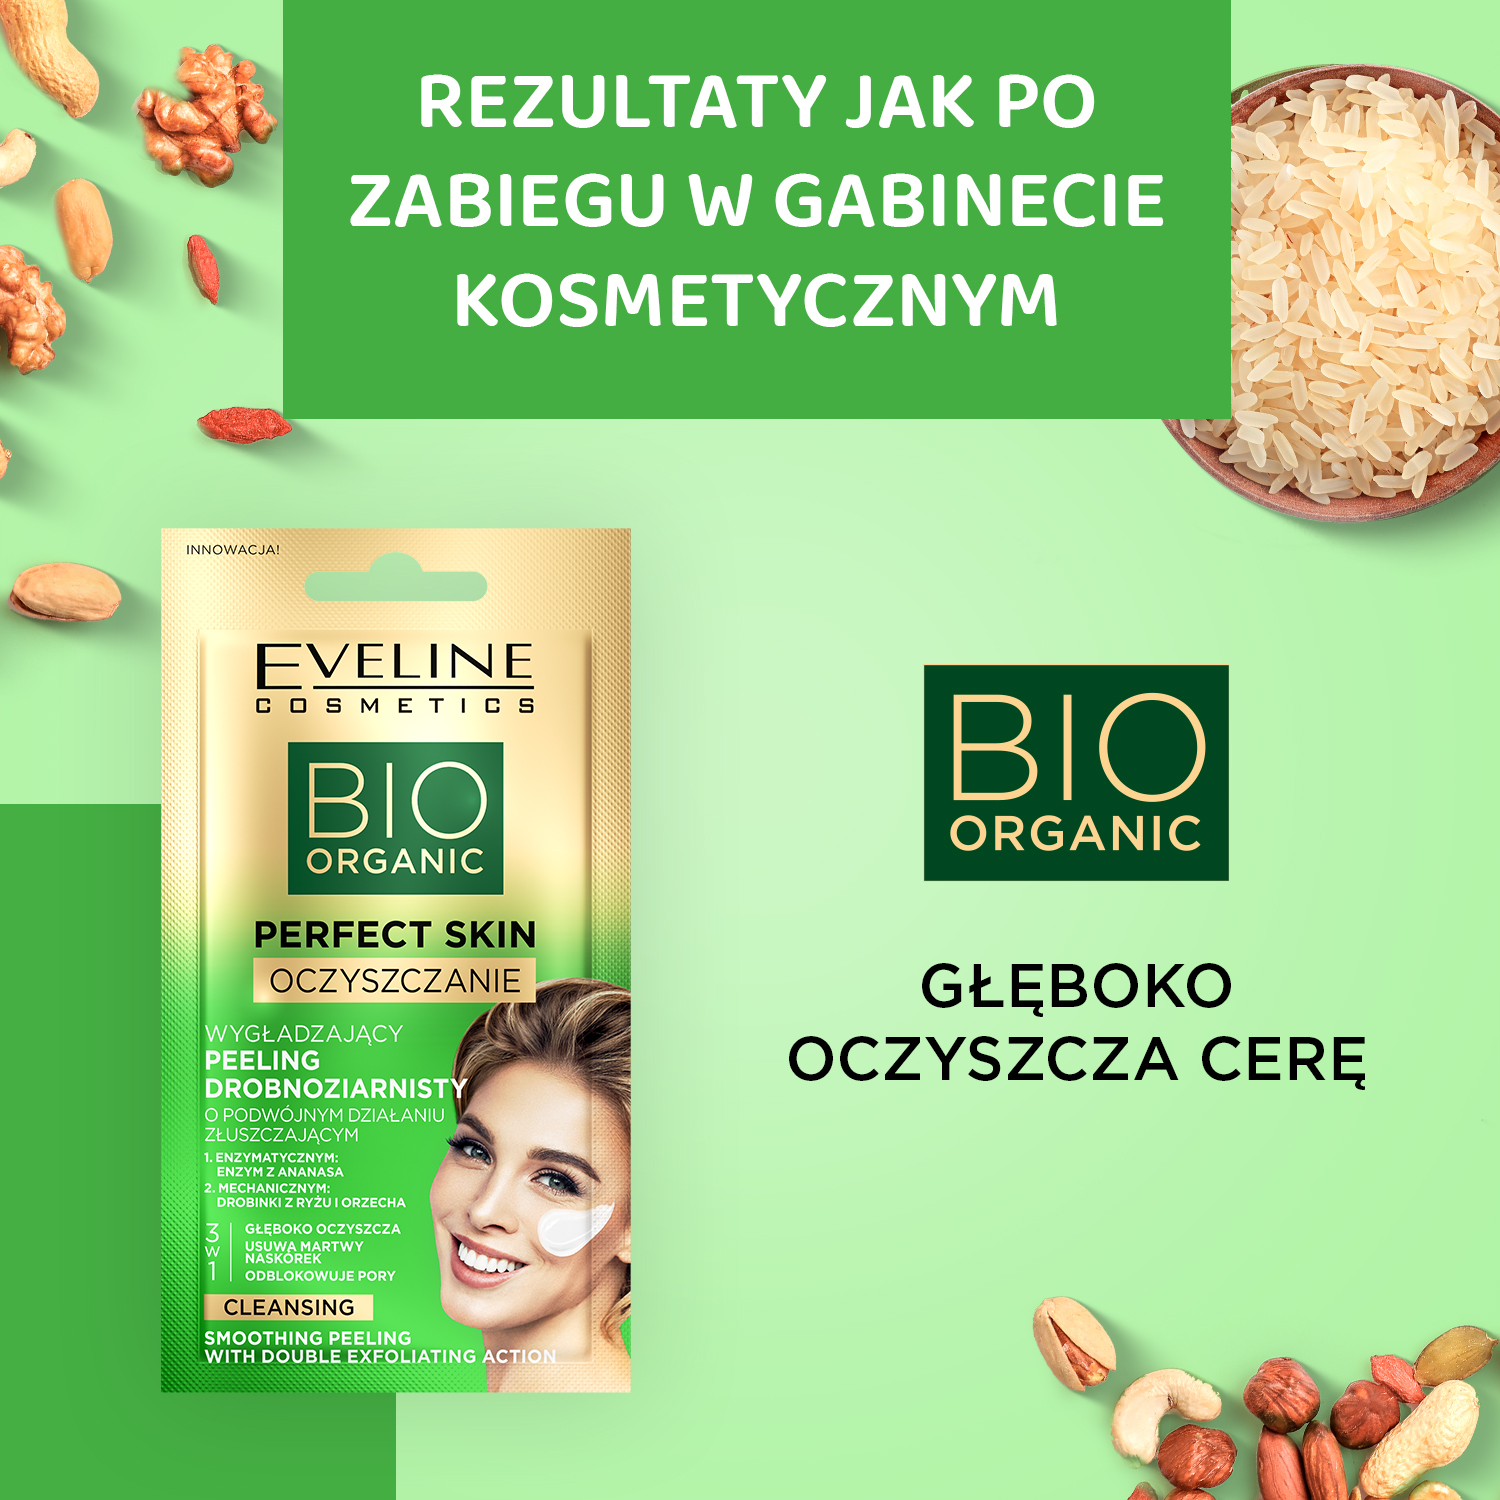 REZULTATY JAK PO
ZABIEGU W GABINECIE
KOSMETYCZNYM
INNOWACJA!
EVELINE
COSMETICS
BIO
ORGANIC
PERFECT SKIN
OCZYSZCZANIE
WYGŁADZAJĄCY
PEELING
DROBNOZIARNISTY
O PODWÓJNYM DZIAŁANIU
ZŁUSZCZAJĄCYM
1. ENZYMATYCZNYM:
ENZYM Z ANANASA
2. MECHANICZNYM:
DROBINKI Z RYŻU I ORZECHA
3 W 1
GŁĘBOKO OCZYSZCZA
USUWA MARTWY
NASKÓREK
ODBLOKOWUJE PORY
CLEANSING
SMOOTHING PEELING
WITH DOUBLE EXFOLIATING ACTION
BIO
ORGANIC
GŁĘBOKO
OCZYSZCZA CERĘ